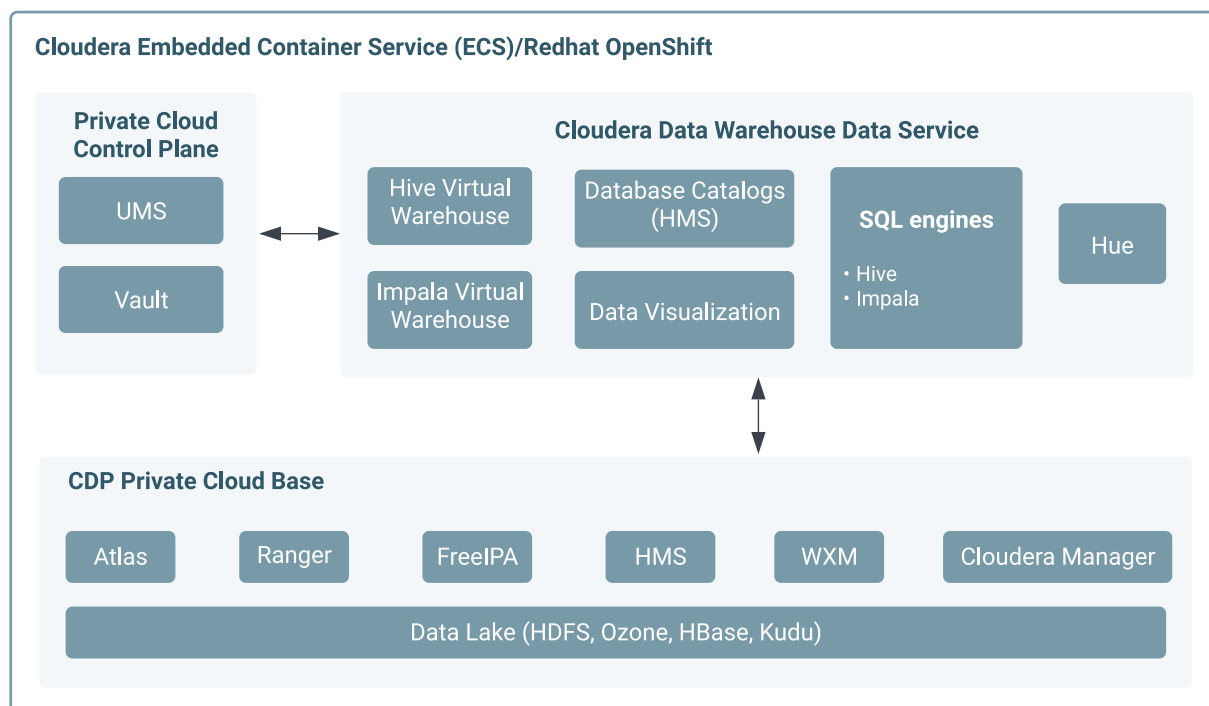 Cloudera Embedded Container Service (ECS)/Redhat OpenShift
Private Cloud
Control Plane
UMS
Vault
Cloudera Data Warehouse Data Service
Hive Virtual
Warehouse
Impala Virtual
Warehouse
Database Catalogs
(HMS)
Data Visualization
SQL engines
• Hive
• Impala
Hue
CDP Private Cloud Base
Atlas
Ranger
FreeIPA
HMS
WXM
Cloudera Manager
Data Lake (HDFS, Ozone, HBase, Kudu)